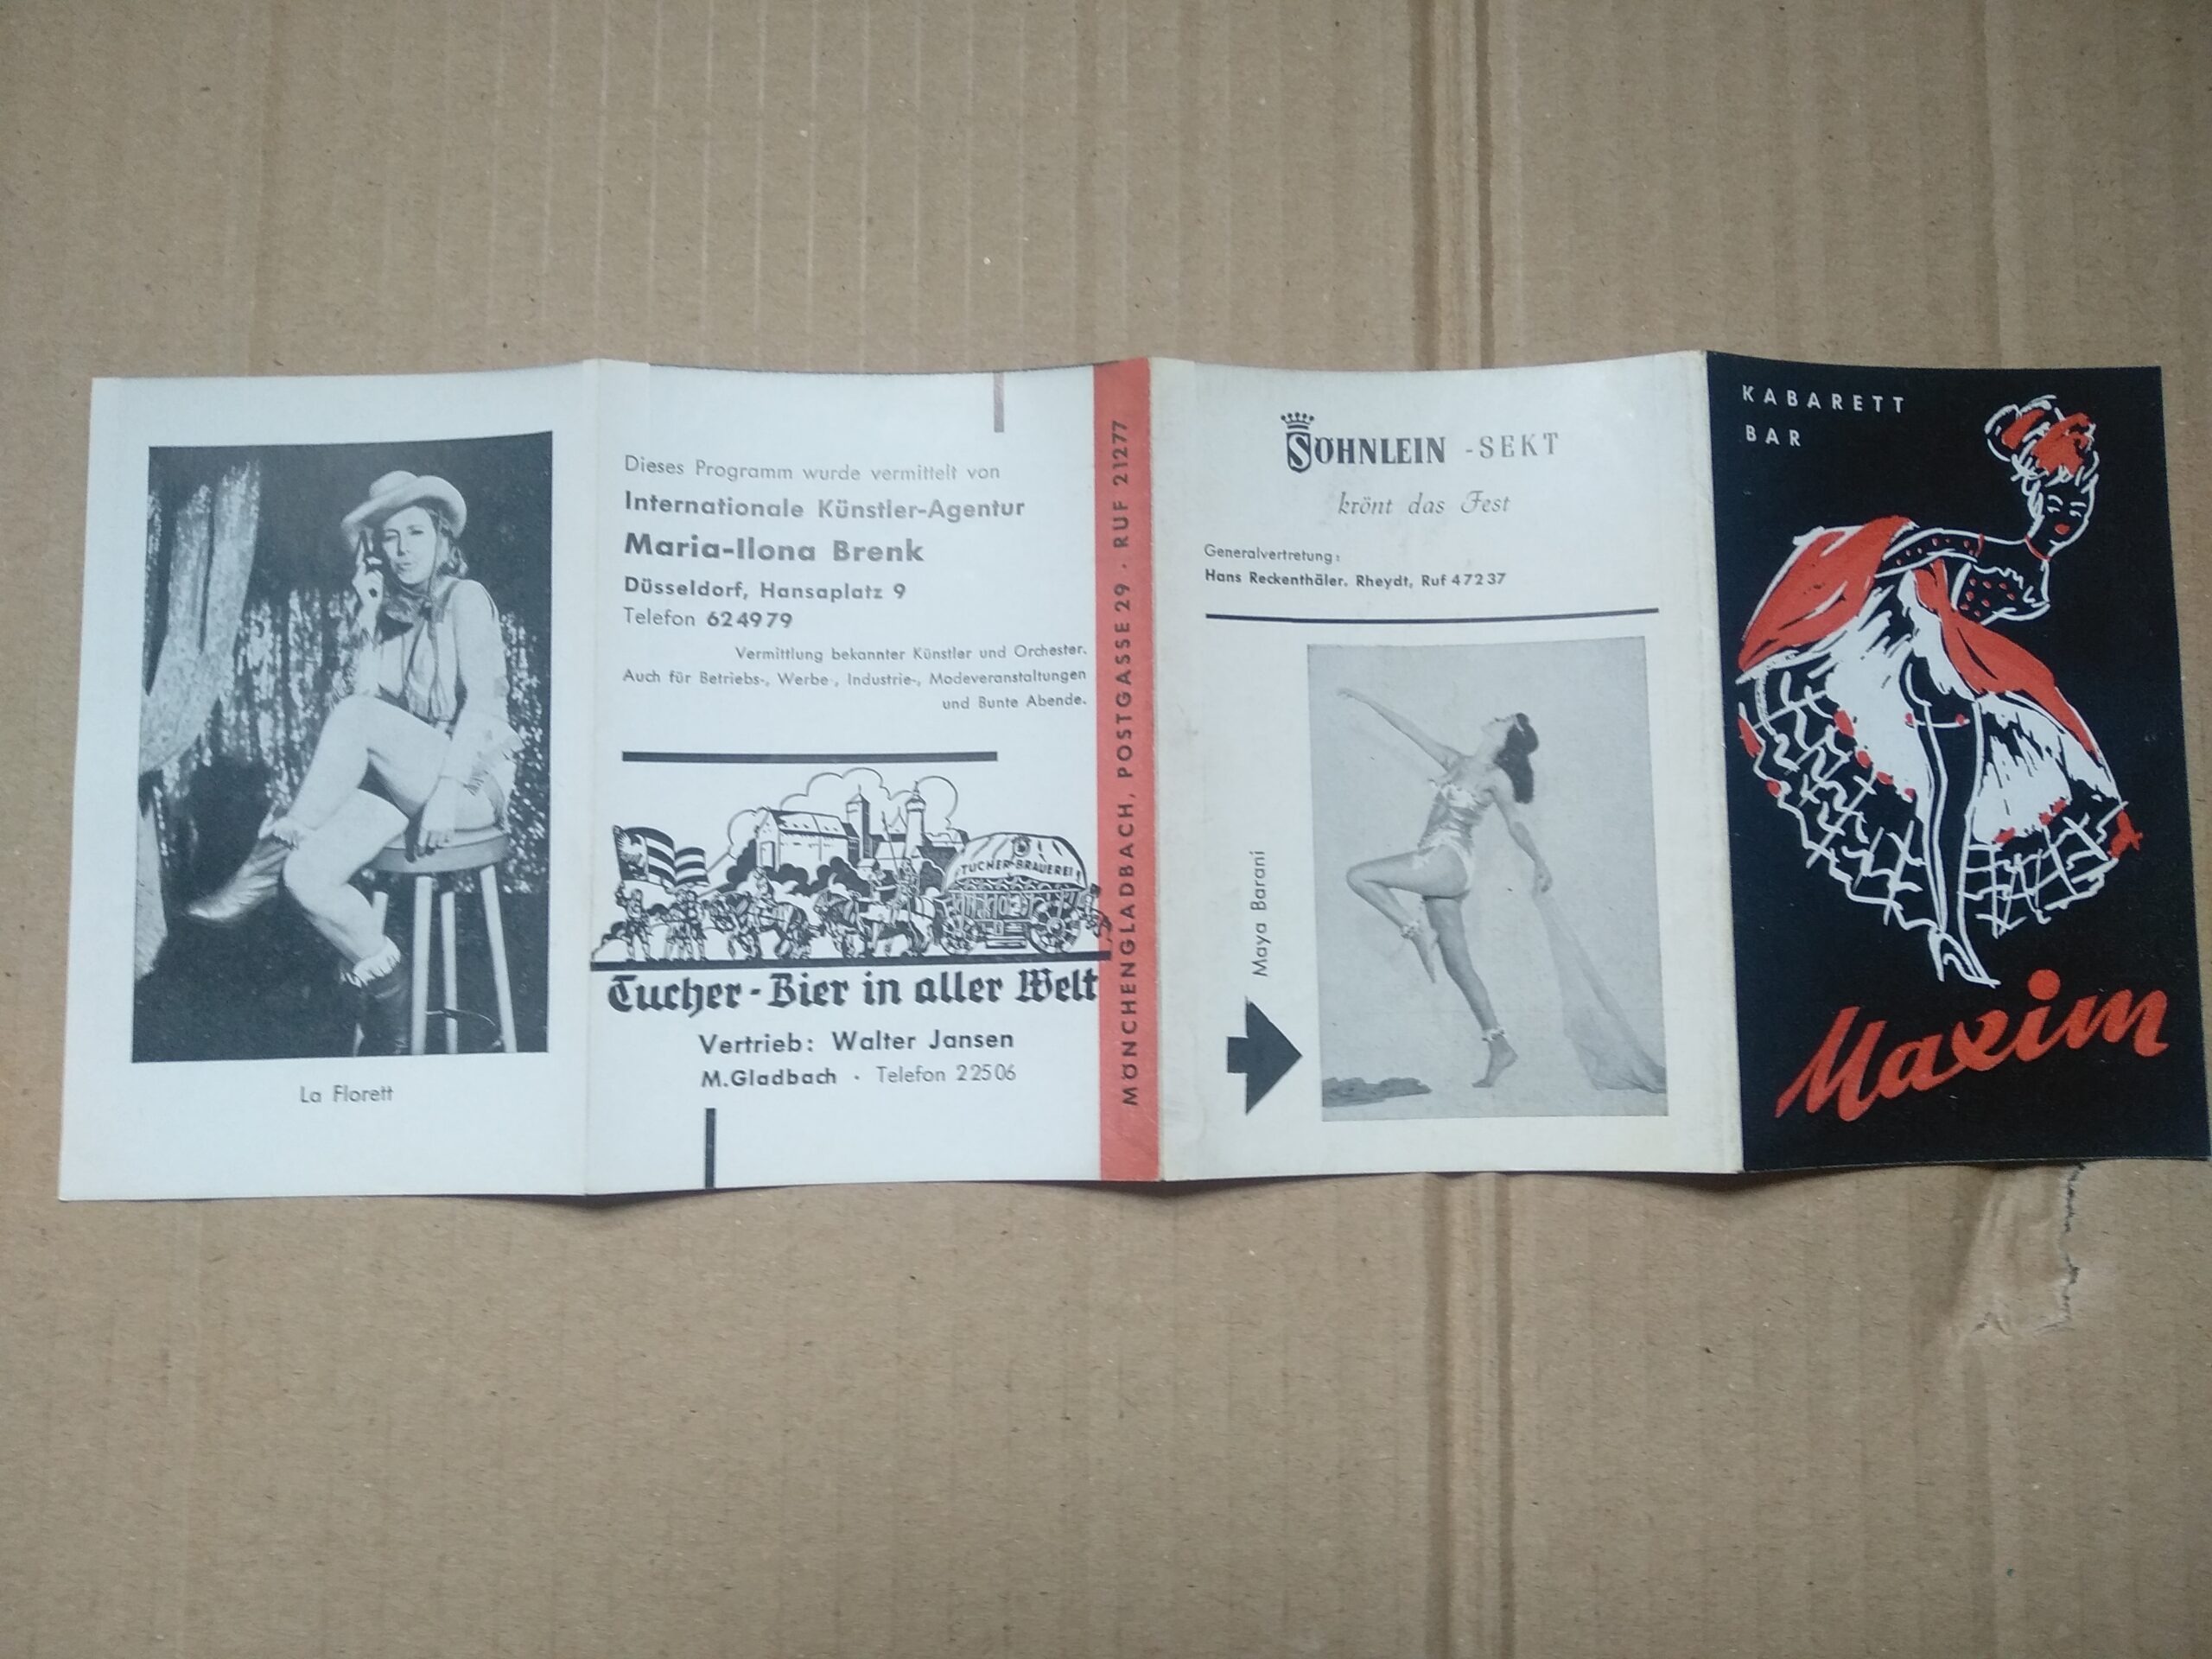 La Florett
Dieses Programm wurde vermittelt von
Internationale Künstler-Agentur
Maria-Ilona Brenk
Düsseldorf, Hansaplatz 9
Telefon 624979
Vermittlung bekannter Künstler und Orchester.
Auch für Betriebs-, Werbe-, Industrie-, Modeveranstaltungen
und Bunte Abende.
TUCHER-BRAUEREI
Tucher-Bier in aller Welt
Vertrieb: Walter Jansen
M.Gladbach · Telefon 22506
MÖNCHENGLADBACH, POSTGASSE 29 · RUF 21277
SÖHNLEIN-SEKT
krönt das Fest
Generalvertretung:
Hans Reckenthäler. Rheydt, Ruf 47237
Maya Barani
KABARETT
BAR
Maxim